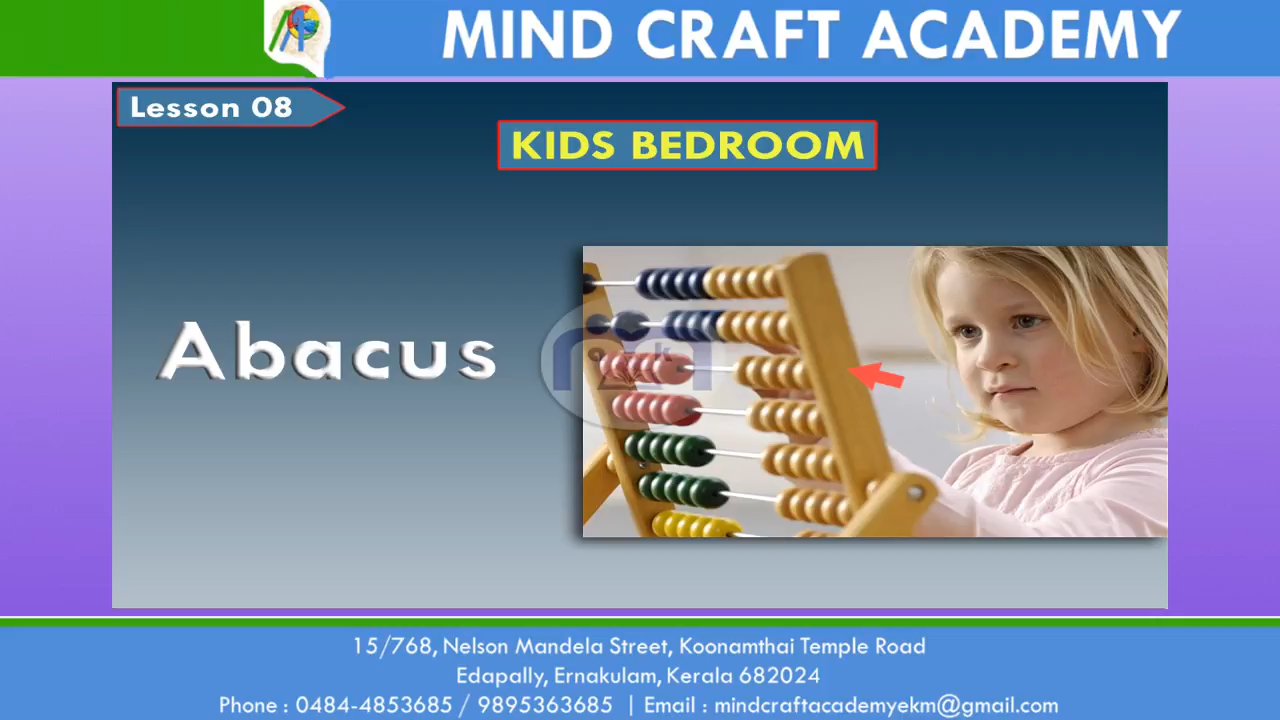 MIND CRAFT ACADEMY
Lesson 08
KIDS BEDROOM
Abacus
15/768, Nelson Mandela Street, Koonamthai Temple Road
Edapally, Ernakulam, Kerala 682024
Phone : 0484-4853685 / 9895363685 | Email : mindcraftacademyekm@gmail.com